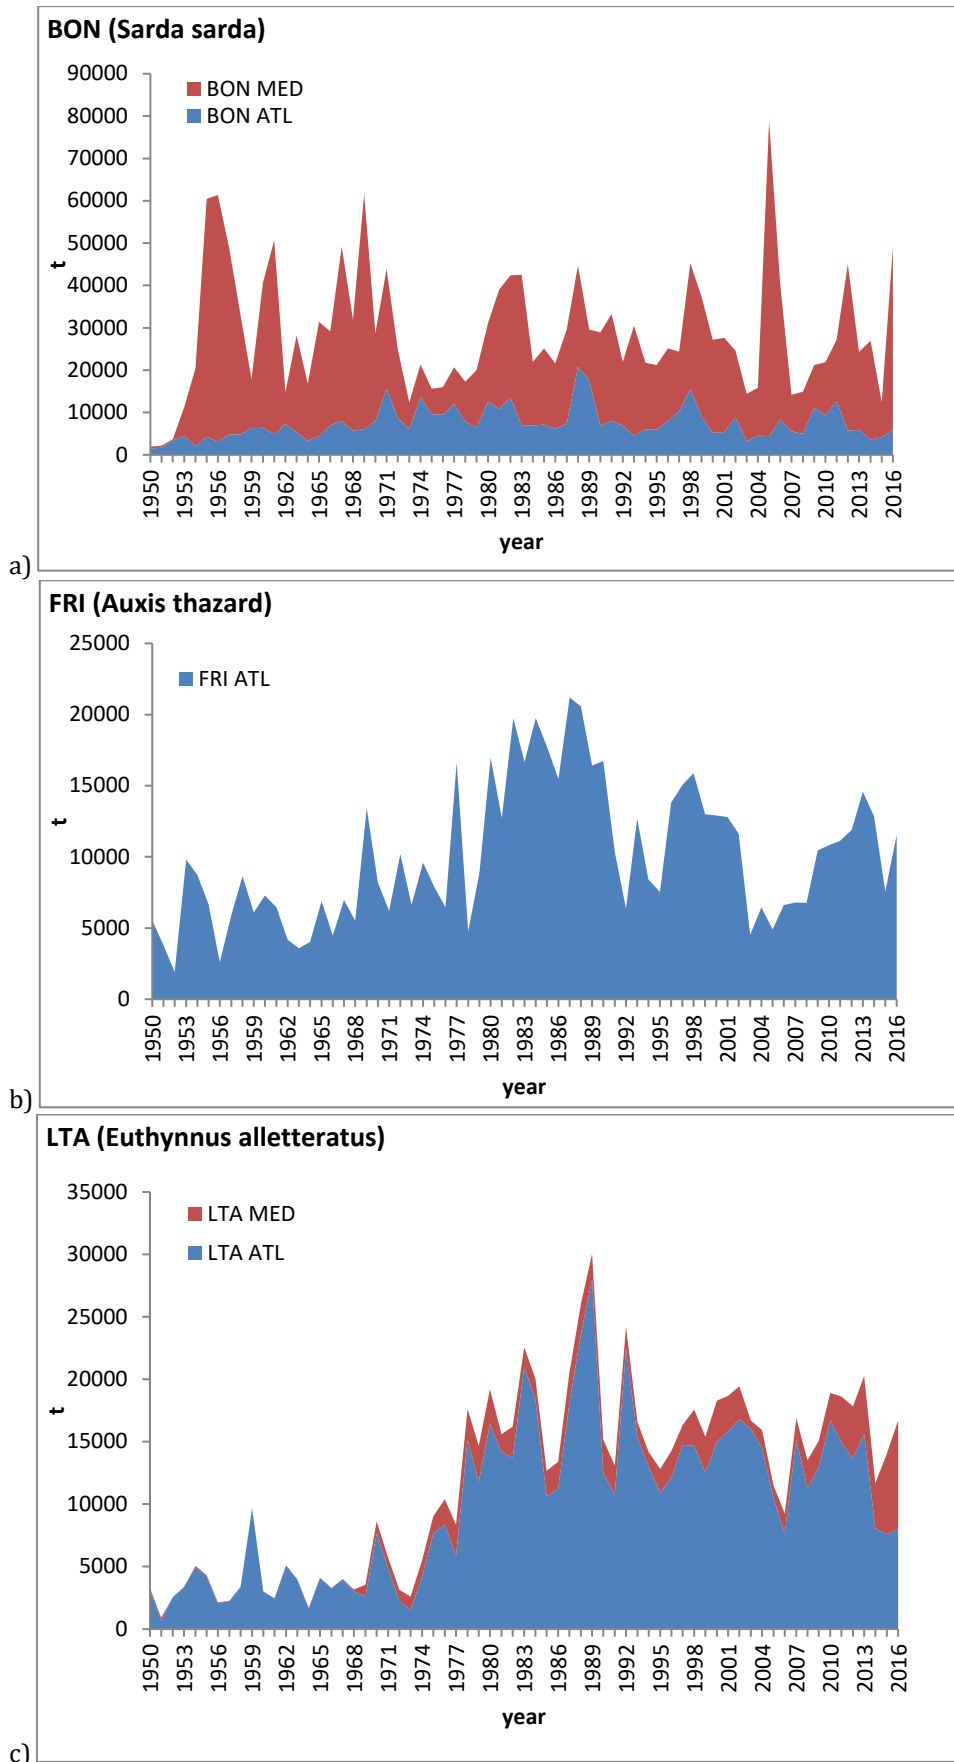 BON (Sarda sarda)
90000
80000
70000
60000
50000
40000
30000
20000
10000
0
t
BON MED
BON ATL
1950 1953 1956 1959 1962 1965 1968 1971 1974 1977 1980 1983 1986 1989 1992 1995 1998 2001 2004 2007 2010 2013 2016
year
a)
FRI (Auxis thazard)
25000
20000
15000
10000
5000
0
t
FRI ATL
1950 1953 1956 1959 1962 1965 1968 1971 1974 1977 1980 1983 1986 1989 1992 1995 1998 2001 2004 2007 2010 2013 2016
year
b)
LTA (Euthynnus alletteratus)
35000
30000
25000
20000
15000
10000
5000
0
t
LTA MED
LTA ATL
1950 1953 1956 1959 1962 1965 1968 1971 1974 1977 1980 1983 1986 1989 1992 1995 1998 2001 2004 2007 2010 2013 2016
year
c)